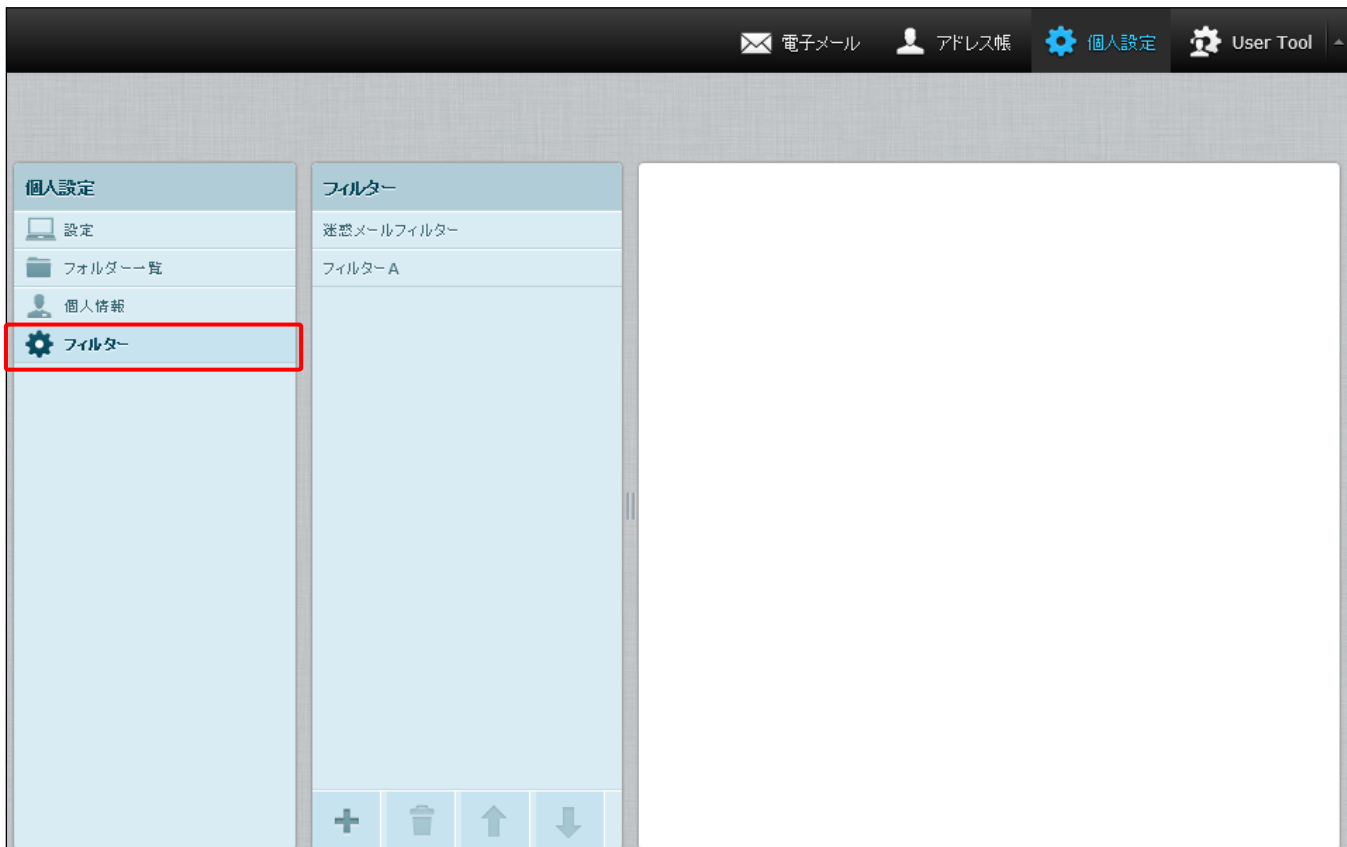 電子メール アドレス帳 個人設定 User Tool
個人設定
設定
フォルダー一覧
個人情報
フィルター
フィルター
迷惑メールフィルター
フィルターA